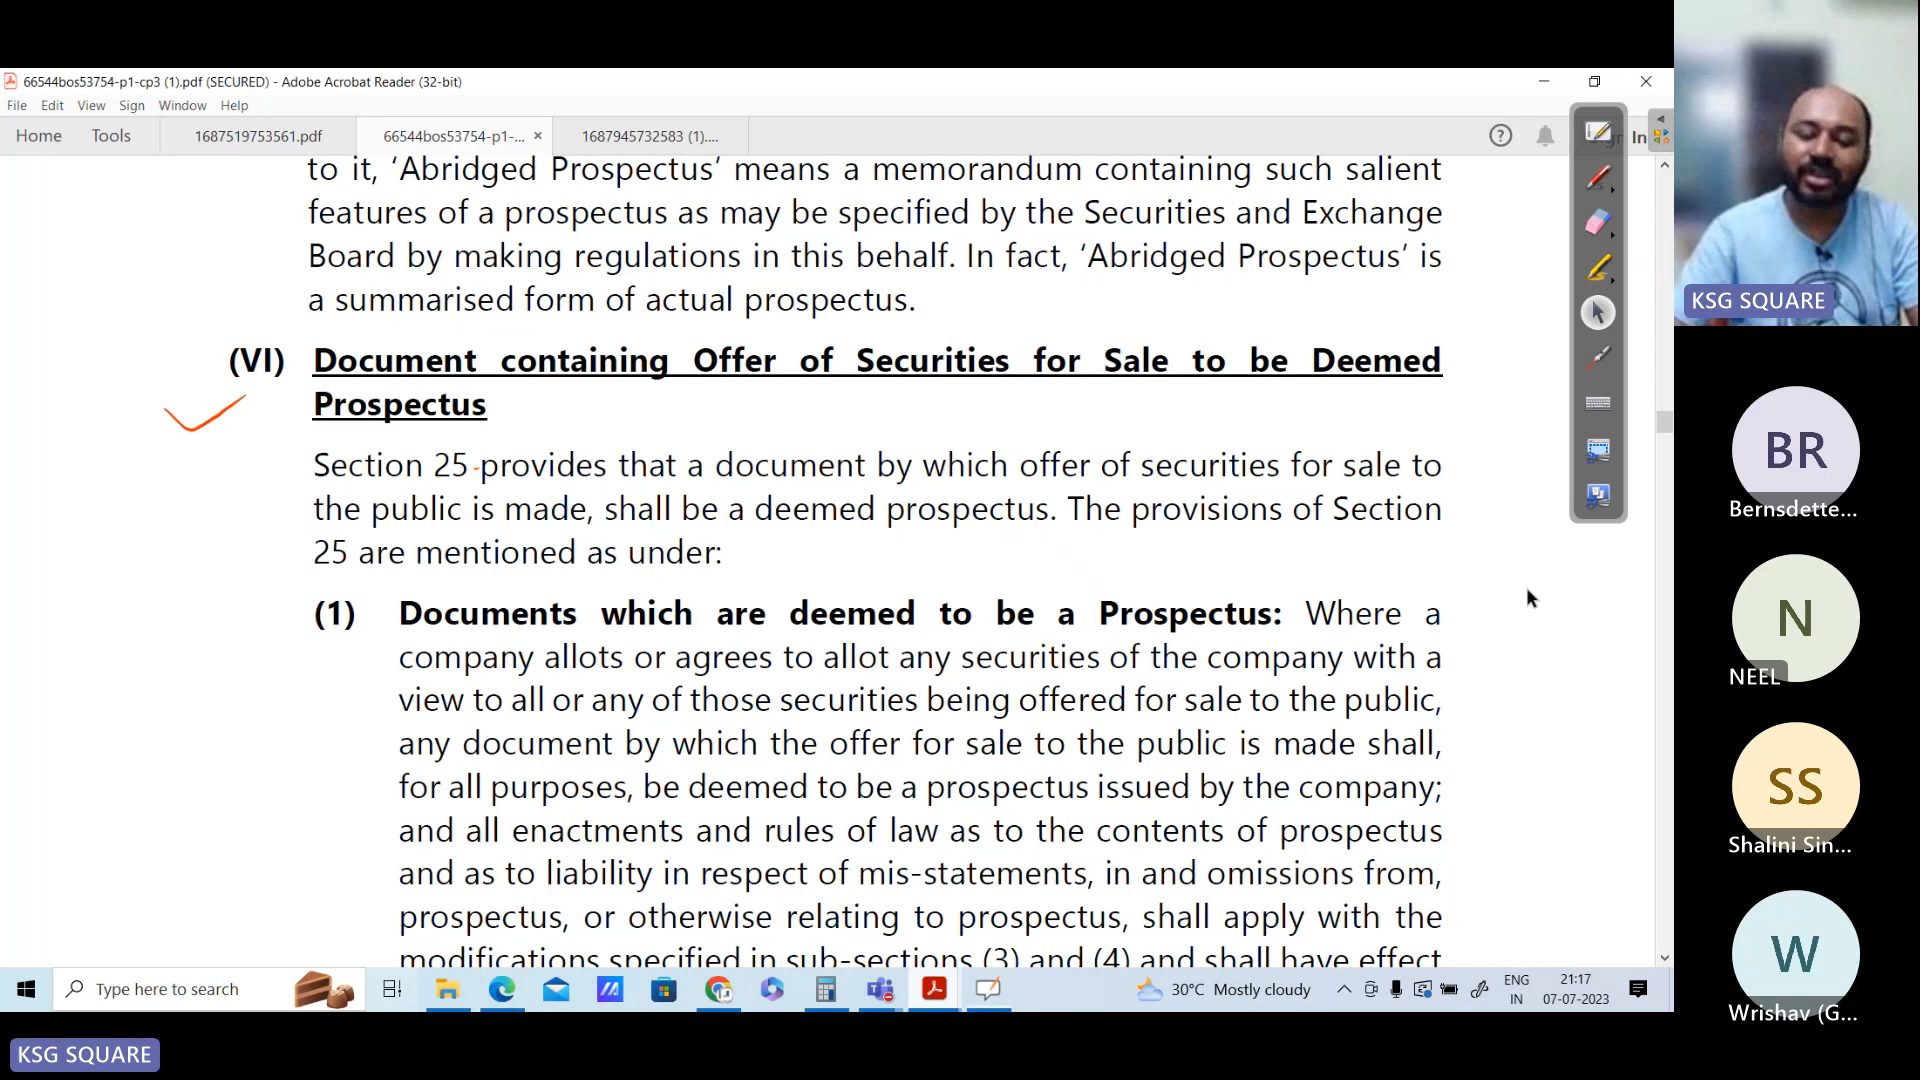 66544bos53754-p1-cp3 (1).pdf (SECURED) - Adobe Acrobat Reader (32-bit)
File Edit View Sign Window Help
Home Tools 1687519753561.pdf 66544bos53754-p1-... × 1687945732583 (1).... In
to it, ‘Abridged Prospectus’ means a memorandum containing such salient
features of a prospectus as may be specified by the Securities and Exchange
Board by making regulations in this behalf. In fact, ‘Abridged Prospectus’ is
a summarised form of actual prospectus.
(VI) Document containing Offer of Securities for Sale to be Deemed
Prospectus
Section 25 provides that a document by which offer of securities for sale to
the public is made, shall be a deemed prospectus. The provisions of Section
25 are mentioned as under:
(1) Documents which are deemed to be a Prospectus: Where a
company allots or agrees to allot any securities of the company with a
view to all or any of those securities being offered for sale to the public,
any document by which the offer for sale to the public is made shall,
for all purposes, be deemed to be a prospectus issued by the company;
and all enactments and rules of law as to the contents of prospectus
and as to liability in respect of mis-statements, in and omissions from,
prospectus, or otherwise relating to prospectus, shall apply with the
modifications specified in sub-sections (3) and (4) and shall have effect
Type here to search
30°C Mostly cloudy
ENG
IN
21:17
07-07-2023
KSG SQUARE
KSG SQUARE
BR
Bernsdette...
N
NEEL
SS
Shalini Sin...
W
Wrishav (G...